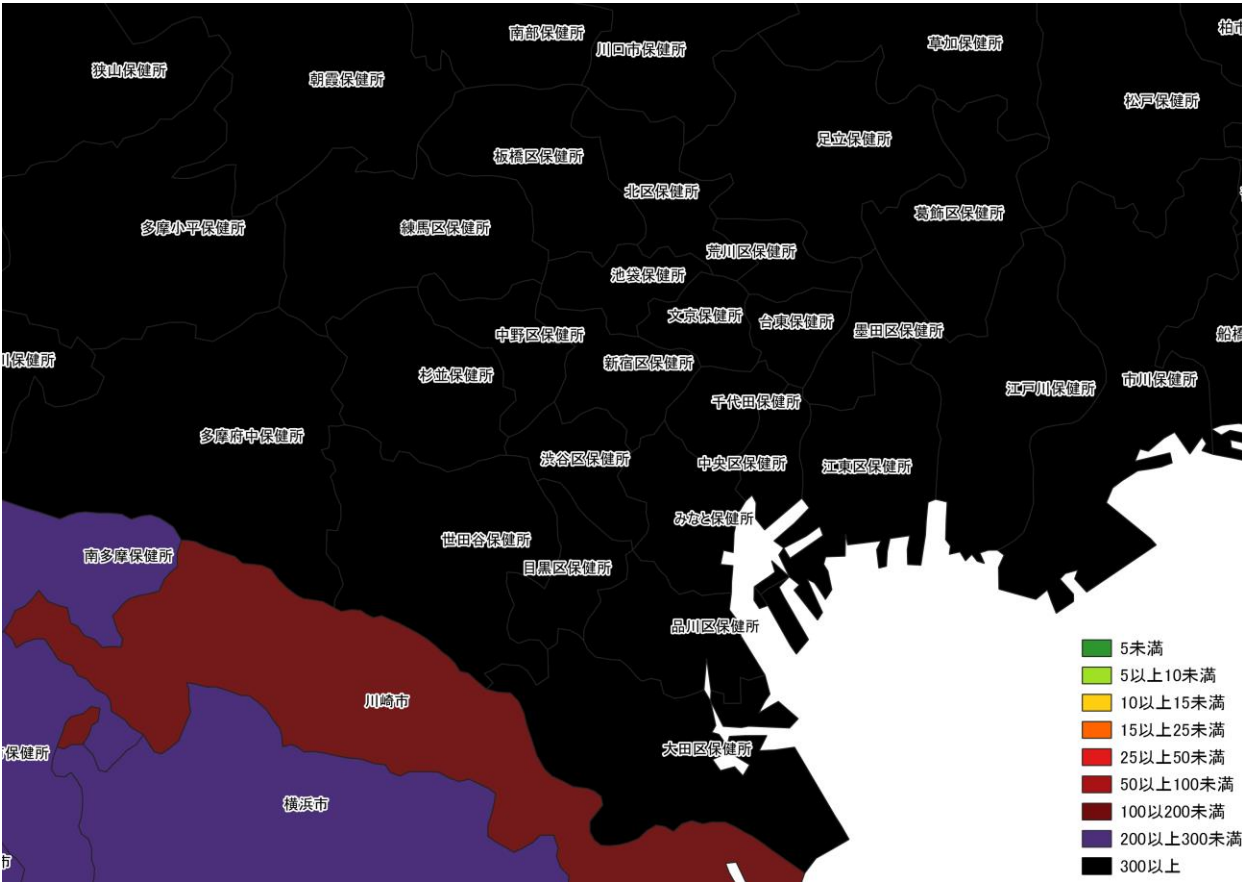 南部保健所
川口市保健所
草加保健所
柏市
狭山保健所
朝霞保健所
松戸保健所
足立保健所
板橋区保健所
北区保健所
葛飾区保健所
多摩小平保健所
練馬区保健所
荒川区保健所
池袋保健所
文京保健所
台東保健所
墨田区保健所
中野区保健所
船橋
川保健所
新宿区保健所
杉並保健所
市川保健所
江戸川保健所
千代田保健所
多摩府中保健所
渋谷区保健所
中央区保健所
江東区保健所
みなと保健所
世田谷保健所
南多摩保健所
目黒区保健所
品川区保健所
川崎市
大田区保健所
保健所
横浜市
市
5未満
5以上10未満
10以上15未満
15以上25未満
25以上50未満
50以上100未満
100以200未満
200以上300未満
300以上